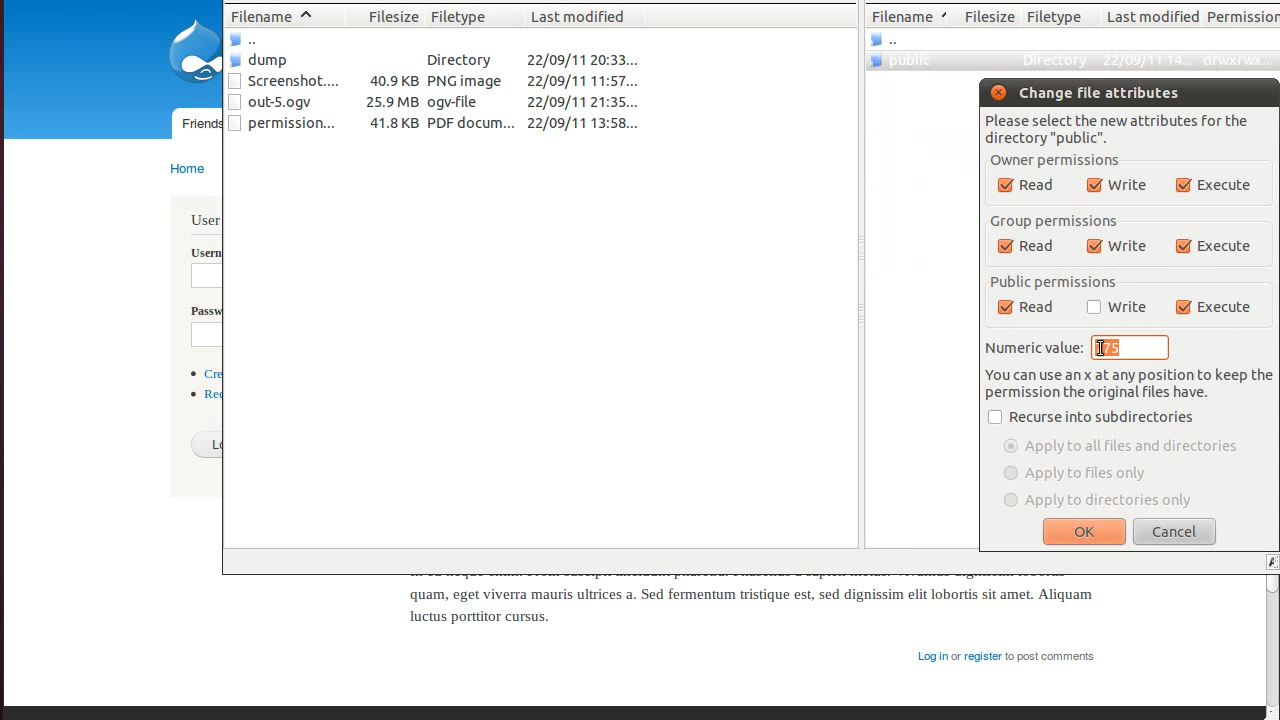 Filename Filesize Filetype Last modified
..
dump Directory 22/09/11 20:33...
Screenshot.... 40.9 KB PNG image 22/09/11 11:57...
out-5.ogv 25.9 MB ogv-file 22/09/11 21:35...
permission... 41.8 KB PDF docum... 22/09/11 13:58...
Filename Filesize Filetype Last modified Permission
..
public Directory 22/09/11 14... drwxrwx...
Change file attributes
Please select the new attributes for the
directory "public".
Owner permissions
Read Write Execute
Group permissions
Read Write Execute
Public permissions
Read Write Execute
Numeric value: 75
You can use an x at any position to keep the
permission the original files have.
Recurse into subdirectories
Apply to all files and directories
Apply to files only
Apply to directories only
OK Cancel
Friends
Home
User
Usern
Passw
Cre
Rec
Lo
quam, eget viverra mauris ultrices a. Sed fermentum tristique est, sed dignissim elit lobortis sit amet. Aliquam
luctus porttitor cursus.
Log in or register to post comments